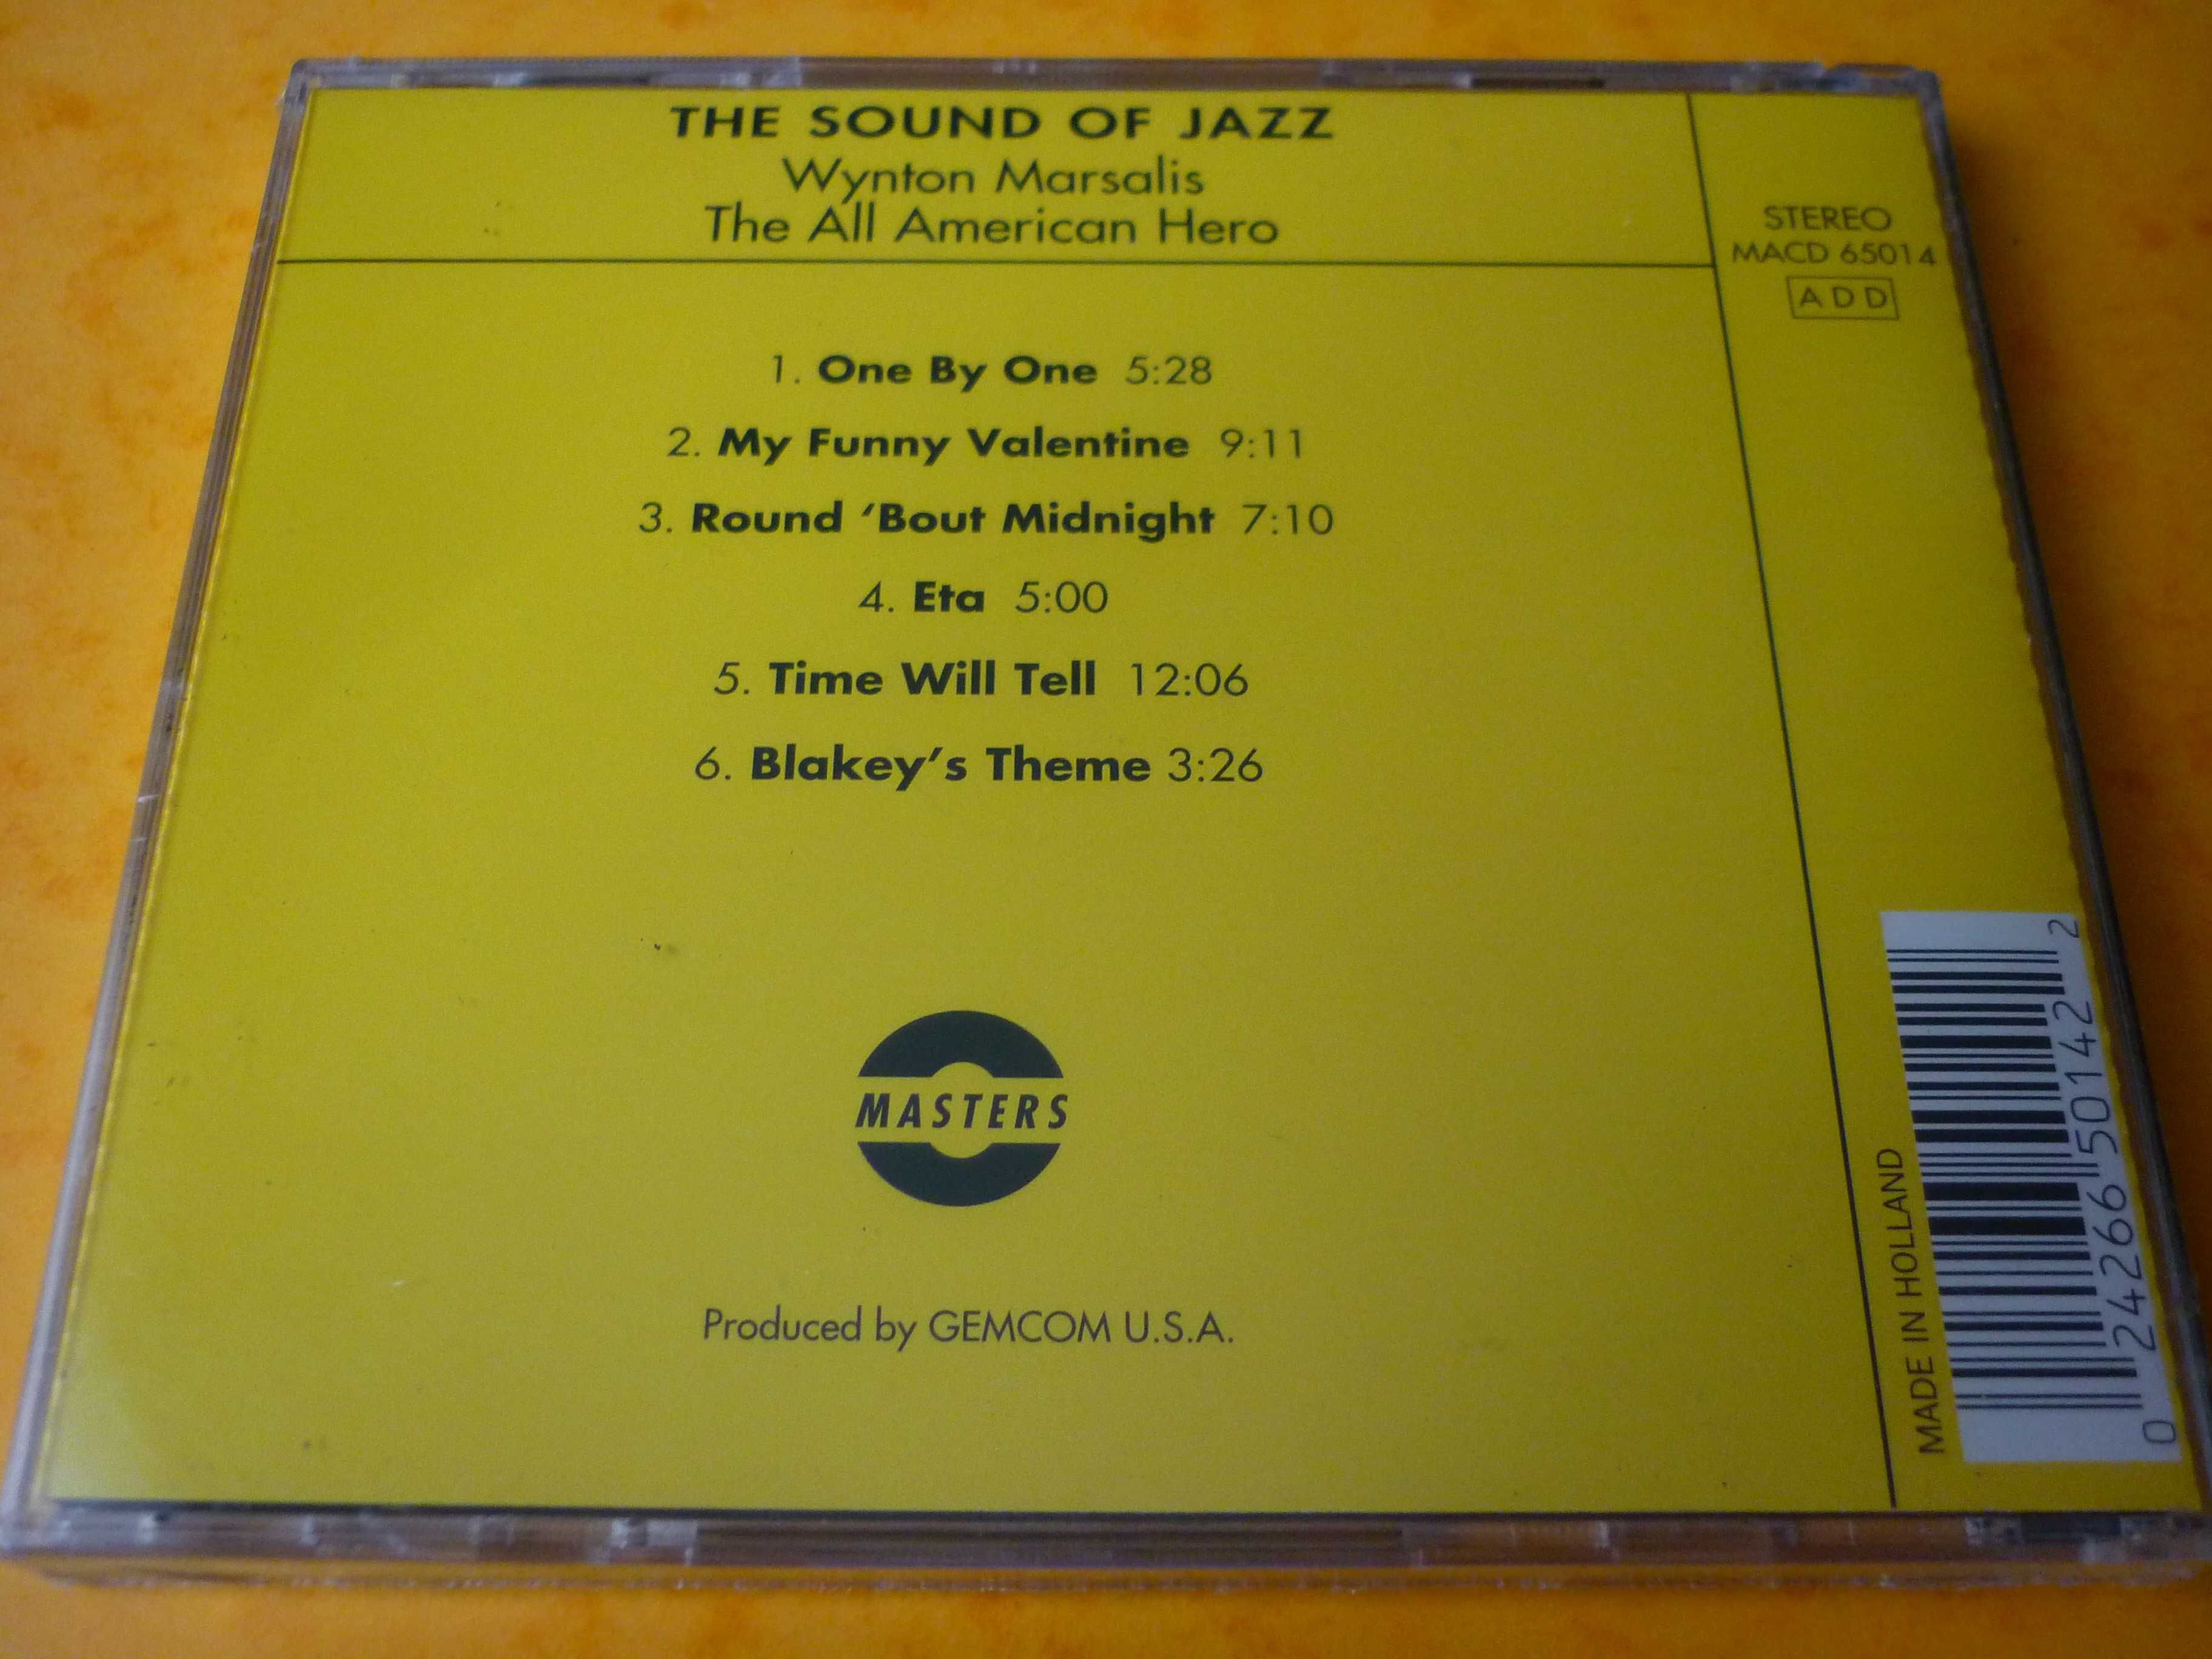 THE SOUND OF JAZZ
Wynton Marsalis
The All American Hero
STEREO
MACD 65014
ADD
1. One By One 5:28
2. My Funny Valentine 9:11
3. Round ‘Bout Midnight 7:10
4. Eta 5:00
5. Time Will Tell 12:06
6. Blakey’s Theme 3:26
MASTERS
Produced by GEMCOM U.S.A.
MADE IN HOLLAND
0 24266 50142 2